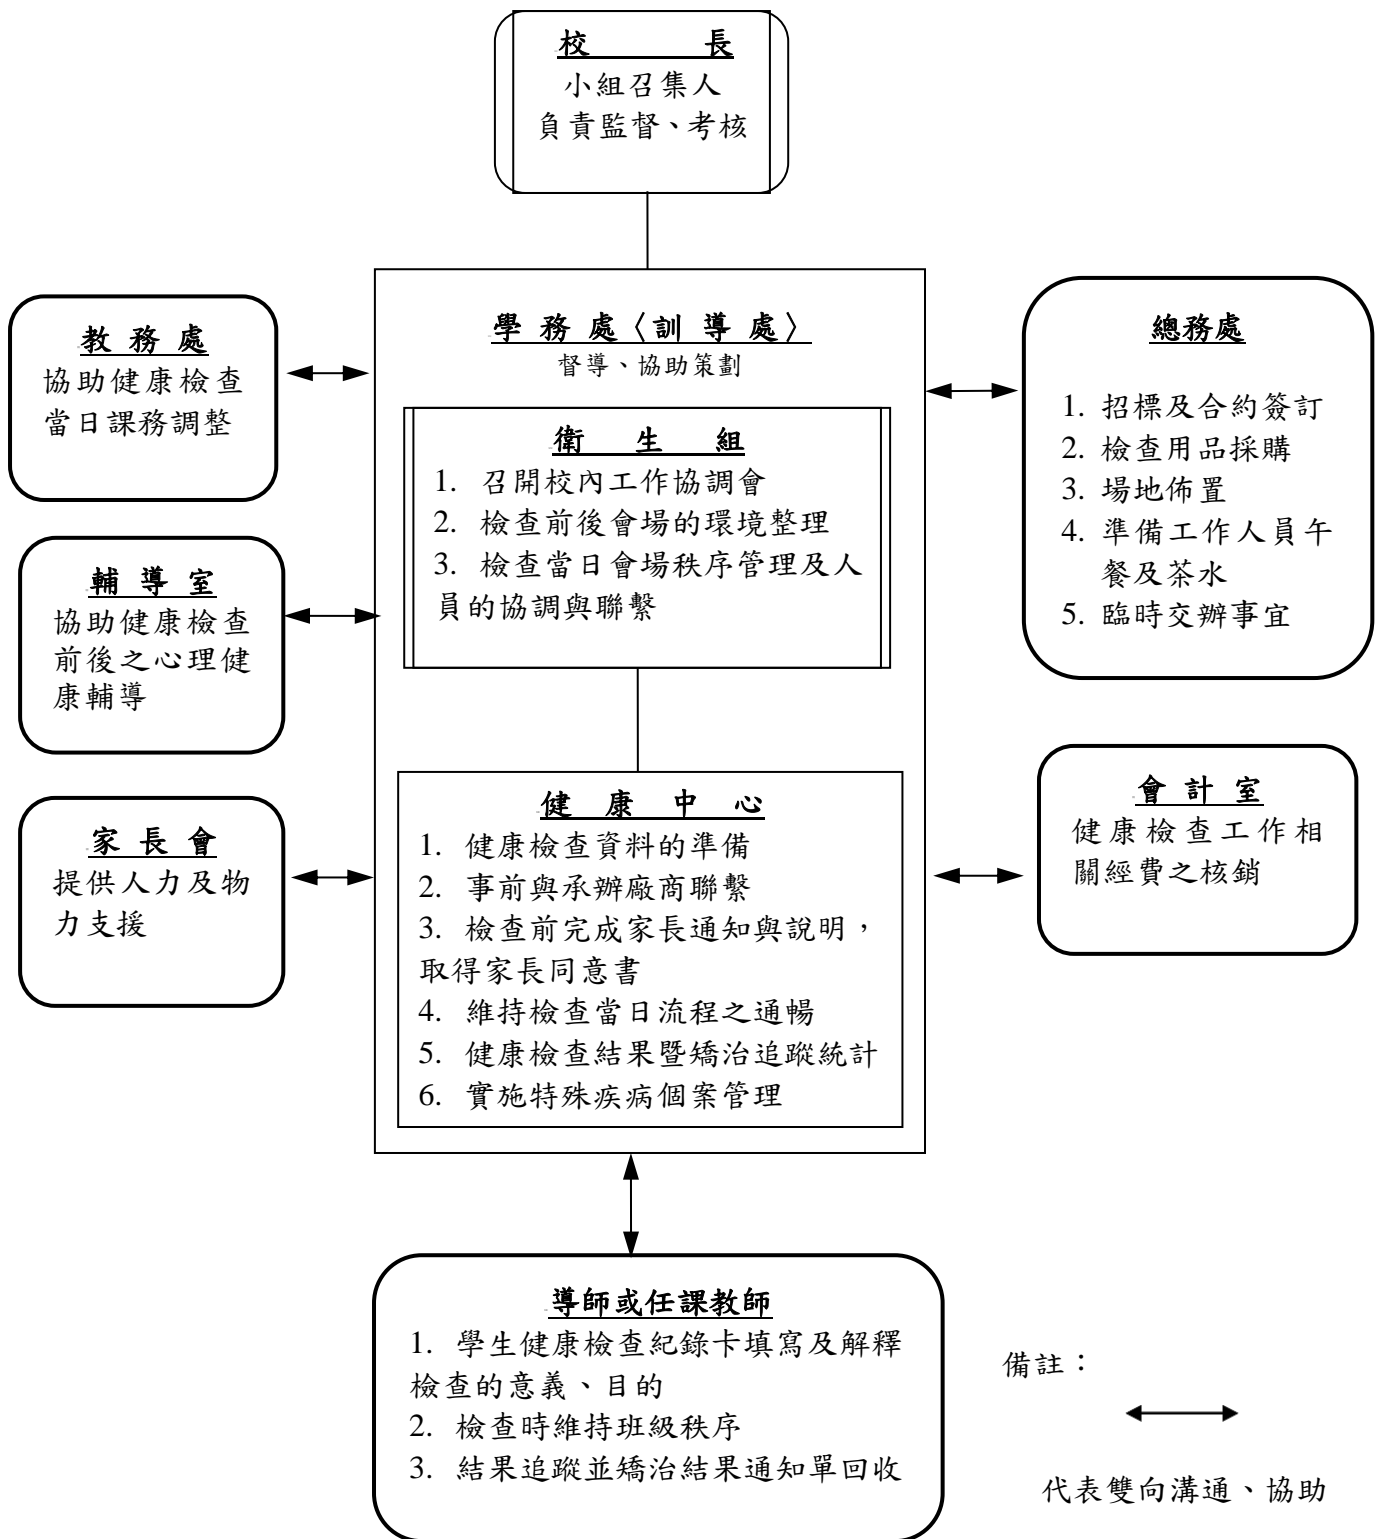 校 長
小組召集人
負責監督、考核
教 務 處
協助健康檢查
當日課務調整
輔 導 室
協助健康檢查
前後之心理健
康輔導
家 長 會
提供人力及物
力支援
學 務 處〈訓 導 處〉
督導、協助策劃
衛 生 組
1. 召開校內工作協調會
2. 檢查前後會場的環境整理
3. 檢查當日會場秩序管理及人
員的協調與聯繫
健 康 中 心
1. 健康檢查資料的準備
2. 事前與承辦廠商聯繫
3. 檢查前完成家長通知與說明，
取得家長同意書
4. 維持檢查當日流程之通暢
5. 健康檢查結果暨矯治追蹤統計
6. 實施特殊疾病個案管理
總務處
1. 招標及合約簽訂
2. 檢查用品採購
3. 場地佈置
4. 準備工作人員午
餐及茶水
5. 臨時交辦事宜
會 計 室
健康檢查工作相
關經費之核銷
導師或任課教師
1. 學生健康檢查紀錄卡填寫及解釋
檢查的意義、目的
2. 檢查時維持班級秩序
3. 結果追蹤並矯治結果通知單回收
備註：
代表雙向溝通、協助